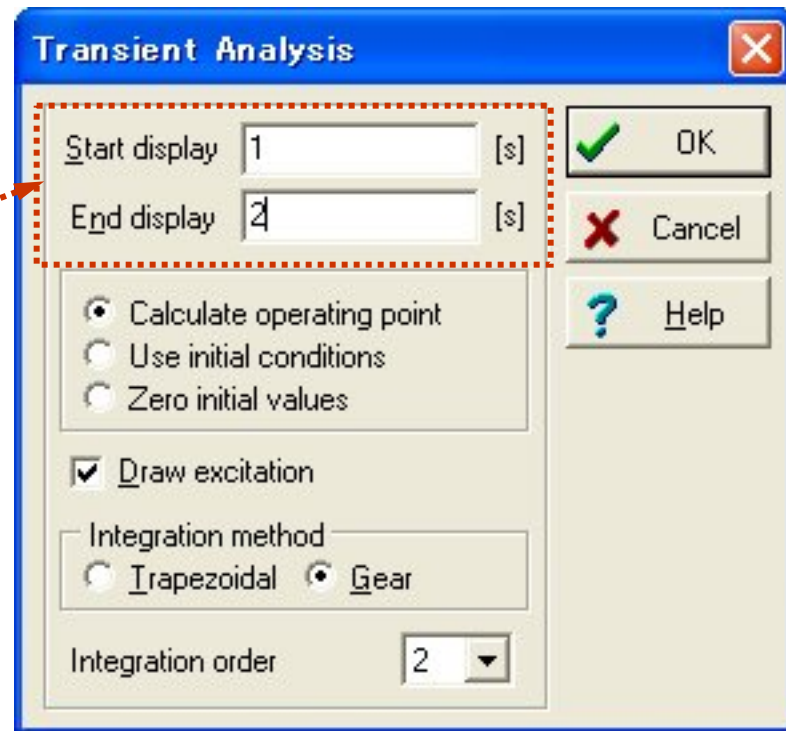 Transient Analysis
Start display 1 [s]
End display 2 [s]
OK
Cancel
Help
Calculate operating point
Use initial conditions
Zero initial values
Draw excitation
Integration method
Trapezoidal Gear
Integration order 2